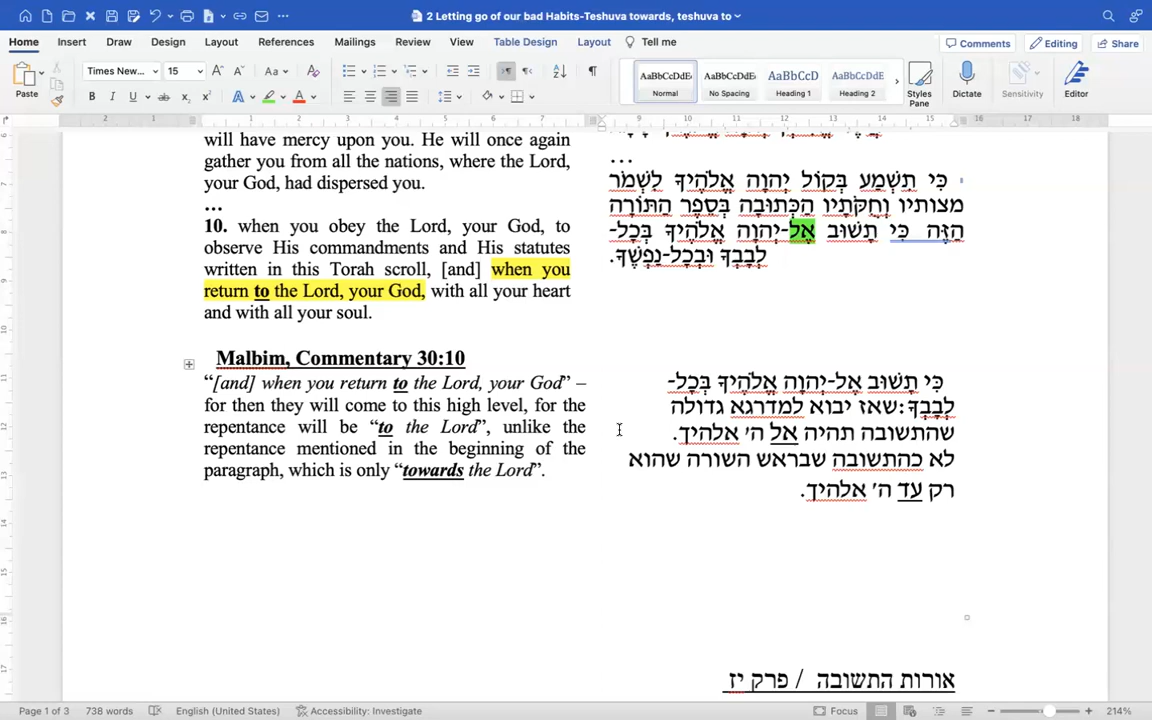 2 Letting go of our bad Habits-Teshuva towards, teshuva to
Home Insert Draw Design Layout References Mailings Review View Table Design Layout Tell me Comments Editing Share
Paste Times New... 15 Aa Normal No Spacing Heading 1 Heading 2 Styles Pane Dictate Sensitivity Editor
will have mercy upon you. He will once again
gather you from all the nations, where the Lord,
your God, had dispersed you.
...
10. when you obey the Lord, your God, to
observe His commandments and His statutes
written in this Torah scroll, [and] when you
return to the Lord, your God, with all your heart
and with all your soul.
...
כִּי תִשְׁמַע בְּקוֹל יְהוָה אֱלֹהֶיךָ לִשְׁמֹר
מִצְוֹתָיו וְחֻקֹּתָיו הַכְּתוּבָה בְּסֵפֶר הַתּוֹרָה
הַזֶּה כִּי תָשׁוּב אֶל-יְהוָה אֱלֹהֶיךָ בְּכָל-
לְבָבְךָ וּבְכָל-נַפְשֶׁךָ.
Malbim, Commentary 30:10
“[and] when you return to the Lord, your God” –
for then they will come to this high level, for the
repentance will be “to the Lord”, unlike the
repentance mentioned in the beginning of the
paragraph, which is only “towards the Lord”.
כִּי תָשׁוּב אֶל-יְהוָה אֱלֹהֶיךָ בְּכָל-
לְבָבְךָ: שאז יבוא למדרגא גדולה
שהתשובה תהיה אל ה' אלהיך.
לא כהתשובה שבראש השורה שהוא
רק עד ה' אלהיך.
אורות התשובה / פרק יז
Page 1 of 3 738 words English (United States) Accessibility: Investigate Focus 214%